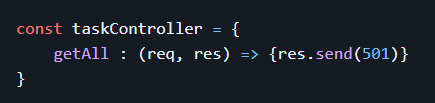 const taskController = {
    getAll : (req, res) => {res.send(501)}
}